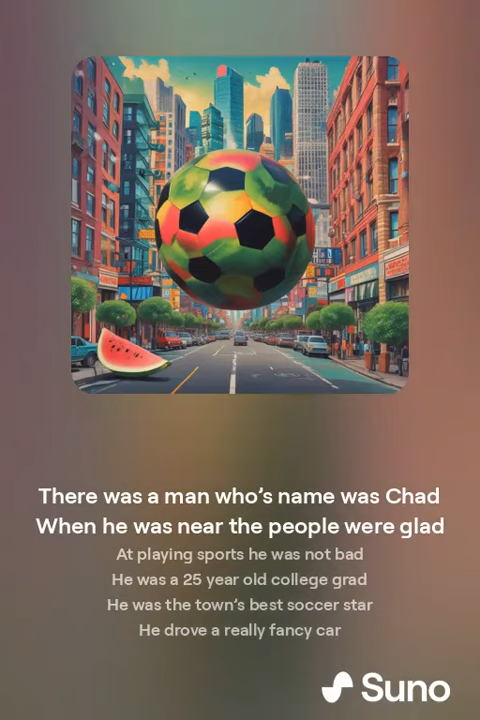 There was a man who's name was Chad
When he was near the people were glad
At playing sports he was not bad
He was a 25 year old college grad
He was the town's best soccer star
He drove a really fancy car
Suno